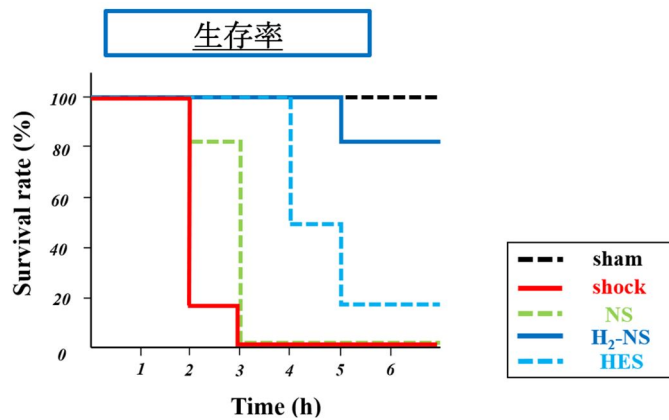 生存率
Survival rate (%)
100
80
60
40
20
0
1 2 3 4 5 6
Time (h)
sham
shock
NS
H₂-NS
HES